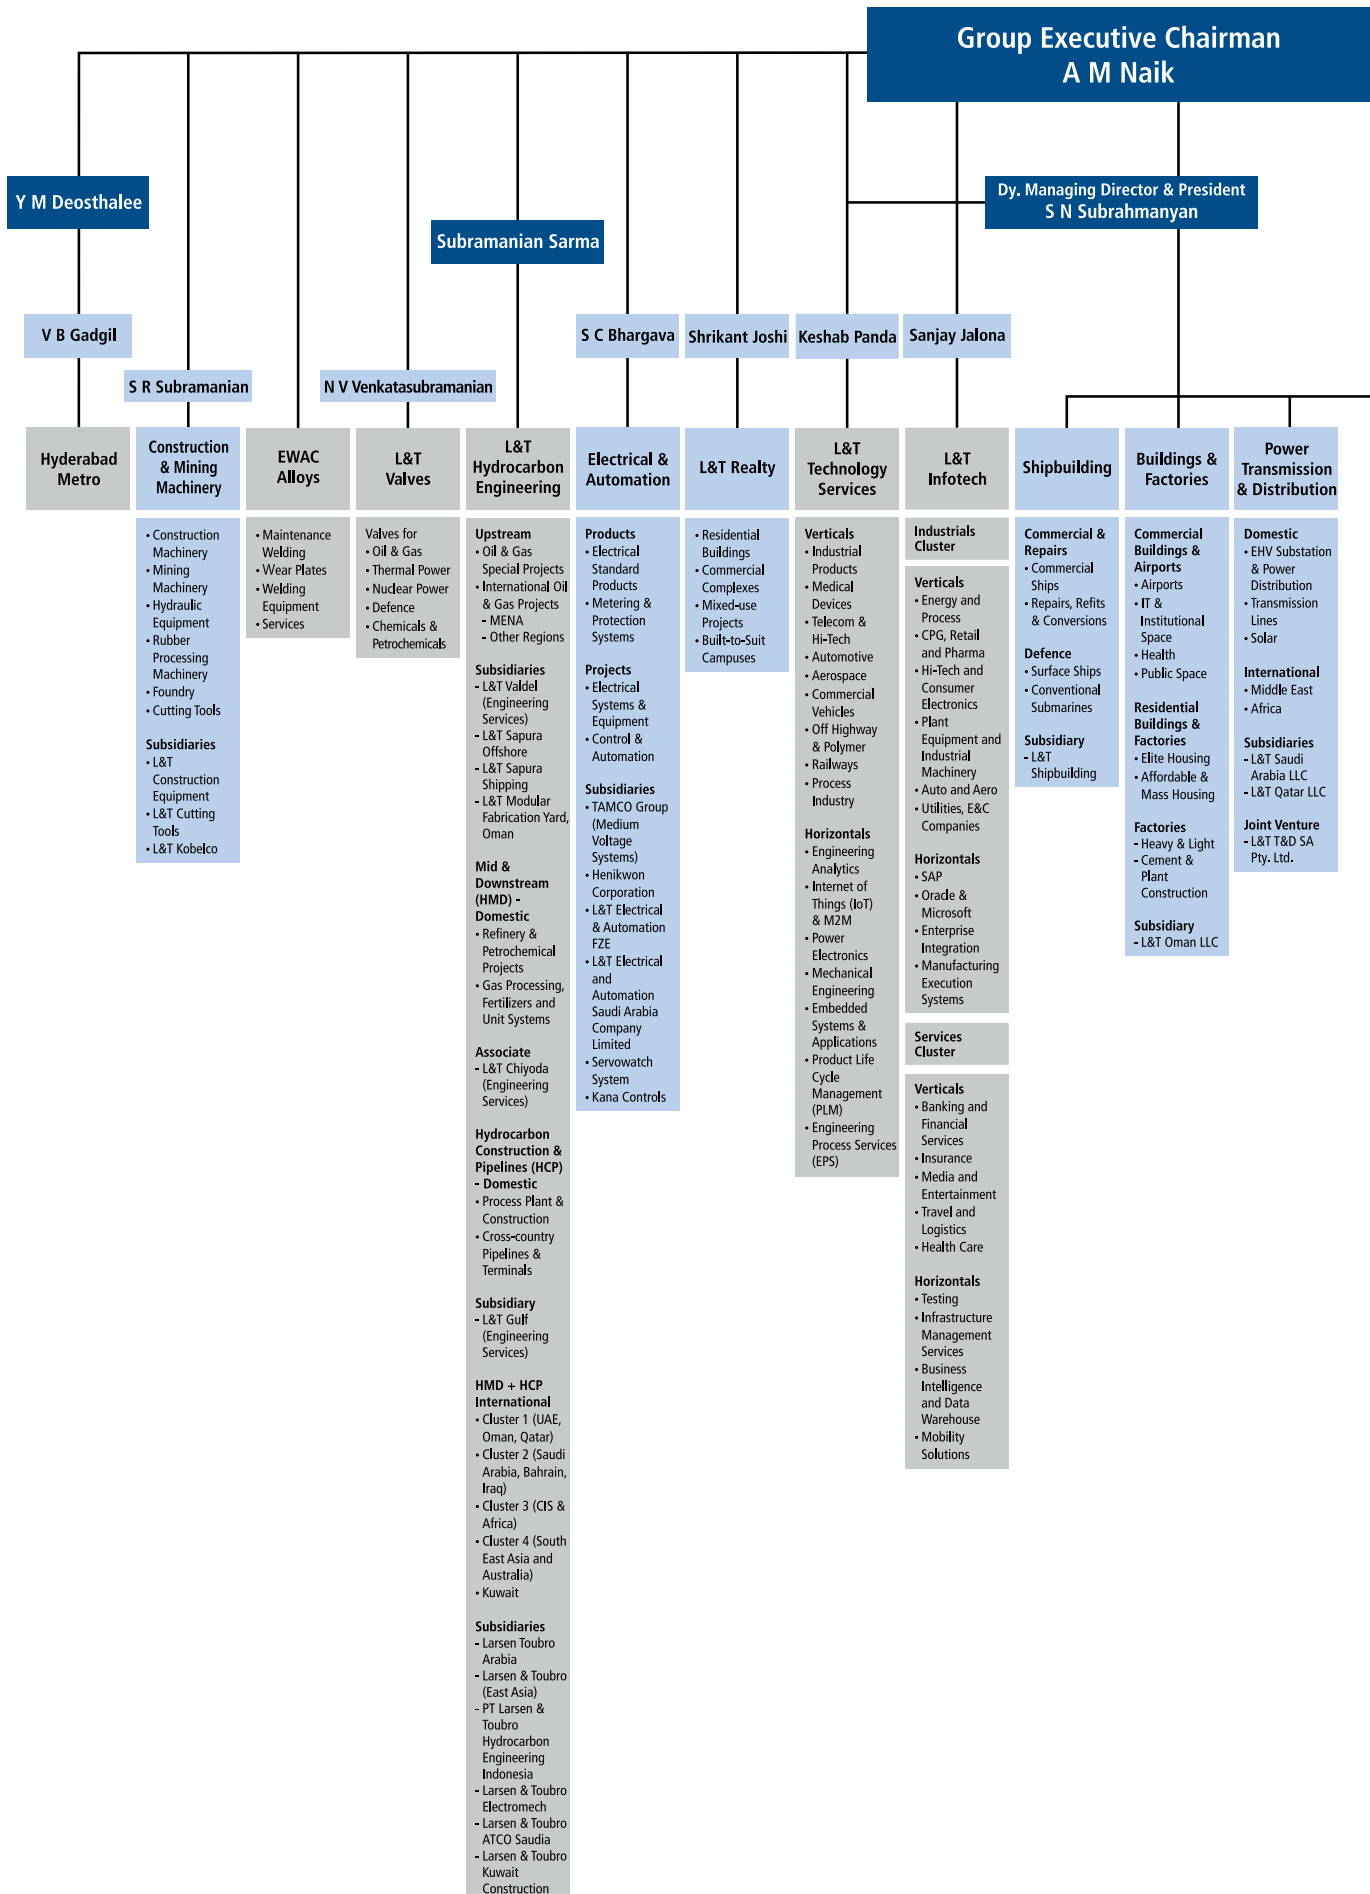 Group Executive Chairman
A M Naik
Y M Deosthalee
Dy. Managing Director & President
S N Subrahmanyan
Subramanian Sarma
V B Gadgil
S C Bhargava
Shrikant Joshi
Keshab Panda
Sanjay Jalona
S R Subramanian
N V Venkatasubramanian
Hyderabad
Metro
Construction
& Mining
Machinery
• Construction
Machinery
• Mining
Machinery
• Hydraulic
Equipment
• Rubber
Processing
Machinery
• Foundry
• Cutting Tools
Subsidiaries
• L&T
Construction
Equipment
• L&T Cutting
Tools
• L&T Kobelco
EWAC
Alloys
• Maintenance
Welding
• Wear Plates
• Welding
Equipment
• Services
L&T
Valves
Valves for
• Oil & Gas
• Thermal Power
• Nuclear Power
• Defence
• Chemicals &
Petrochemicals
L&T
Hydrocarbon
Engineering
Upstream
• Oil & Gas
Special Projects
• International Oil
& Gas Projects
- MENA
- Other Regions
Subsidiaries
- L&T Valdel
(Engineering
Services)
- L&T Sapura
Offshore
- L&T Sapura
Shipping
- L&T Modular
Fabrication Yard,
Oman
Mid &
Downstream
(HMD) -
Domestic
• Refinery &
Petrochemical
Projects
• Gas Processing,
Fertilizers and
Unit Systems
Associate
- L&T Chiyoda
(Engineering
Services)
Hydrocarbon
Construction &
Pipelines (HCP)
- Domestic
• Process Plant &
Construction
• Cross-country
Pipelines &
Terminals
Subsidiary
- L&T Gulf
(Engineering
Services)
HMD + HCP
International
• Cluster 1 (UAE,
Oman, Qatar)
• Cluster 2 (Saudi
Arabia, Bahrain,
Iraq)
• Cluster 3 (CIS &
Africa)
• Cluster 4 (South
East Asia and
Australia)
• Kuwait
Subsidiaries
- Larsen Toubro
Arabia
- Larsen & Toubro
(East Asia)
- PT Larsen &
Toubro
Hydrocarbon
Engineering
Indonesia
- Larsen & Toubro
Electromech
- Larsen & Toubro
ATCO Saudia
- Larsen & Toubro
Kuwait
Construction
Electrical &
Automation
Products
• Electrical
Standard
Products
• Metering &
Protection
Systems
Projects
• Electrical
Systems &
Equipment
• Control &
Automation
Subsidiaries
• TAMCO Group
(Medium
Voltage
Systems)
• Henikwon
Corporation
• L&T Electrical
& Automation
FZE
• L&T Electrical
and
Automation
Saudi Arabia
Company
Limited
• Servowatch
System
• Kana Controls
L&T Realty
• Residential
Buildings
• Commercial
Complexes
• Mixed-use
Projects
• Built-to-Suit
Campuses
L&T
Technology
Services
Verticals
• Industrial
Products
• Medical
Devices
• Telecom &
Hi-Tech
• Automotive
• Aerospace
• Commercial
Vehicles
• Off Highway
& Polymer
• Railways
• Process
Industry
Horizontals
• Engineering
Analytics
• Internet of
Things (IoT)
& M2M
• Power
Electronics
• Mechanical
Engineering
• Embedded
Systems &
Applications
• Product Life
Cycle
Management
(PLM)
• Engineering
Process Services
(EPS)
L&T
Infotech
Industrials
Cluster
Verticals
• Energy and
Process
• CPG, Retail
and Pharma
• Hi-Tech and
Consumer
Electronics
• Plant
Equipment and
Industrial
Machinery
• Auto and Aero
• Utilities, E&C
Companies
Horizontals
• SAP
• Oracle &
Microsoft
• Enterprise
Integration
• Manufacturing
Execution
Systems
Services
Cluster
Verticals
• Banking and
Financial
Services
• Insurance
• Media and
Entertainment
• Travel and
Logistics
• Health Care
Horizontals
• Testing
• Infrastructure
Management
Services
• Business
Intelligence
and Data
Warehouse
• Mobility
Solutions
Shipbuilding
Commercial &
Repairs
• Commercial
Ships
• Repairs, Refits
& Conversions
Defence
• Surface Ships
• Conventional
Submarines
Subsidiary
- L&T
Shipbuilding
Buildings &
Factories
Commercial
Buildings &
Airports
• Airports
• IT &
Institutional
Space
• Health
• Public Space
Residential
Buildings &
Factories
• Elite Housing
• Affordable &
Mass Housing
Factories
- Heavy & Light
- Cement &
Plant
Construction
Subsidiary
- L&T Oman LLC
Power
Transmission
& Distribution
Domestic
• EHV Substation
& Power
Distribution
• Transmission
Lines
• Solar
International
• Middle East
• Africa
Subsidiaries
- L&T Saudi
Arabia LLC
- L&T Qatar LLC
Joint Venture
- L&T T&D SA
Pty. Ltd.